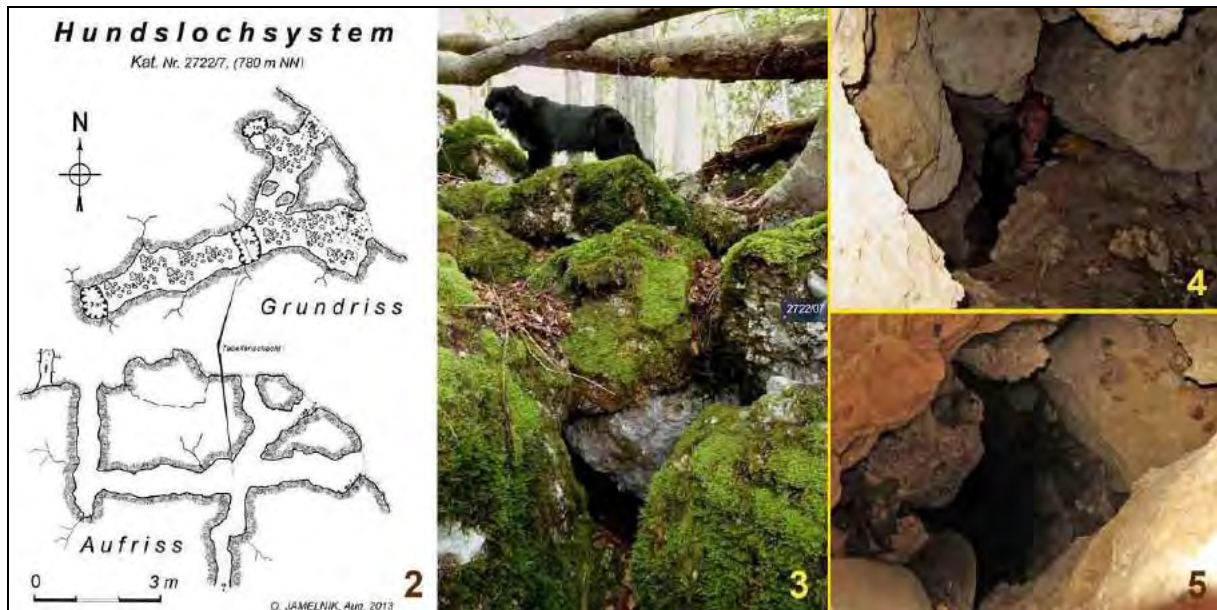 Hundslochsystem
Kat. Nr. 2722/7, (780 m NN)
N
Grundriss
Tabellenschacht
Aufriss
0 3 m
O. JAMELNIK, Aug. 2013
2
2722/07
3
4
5